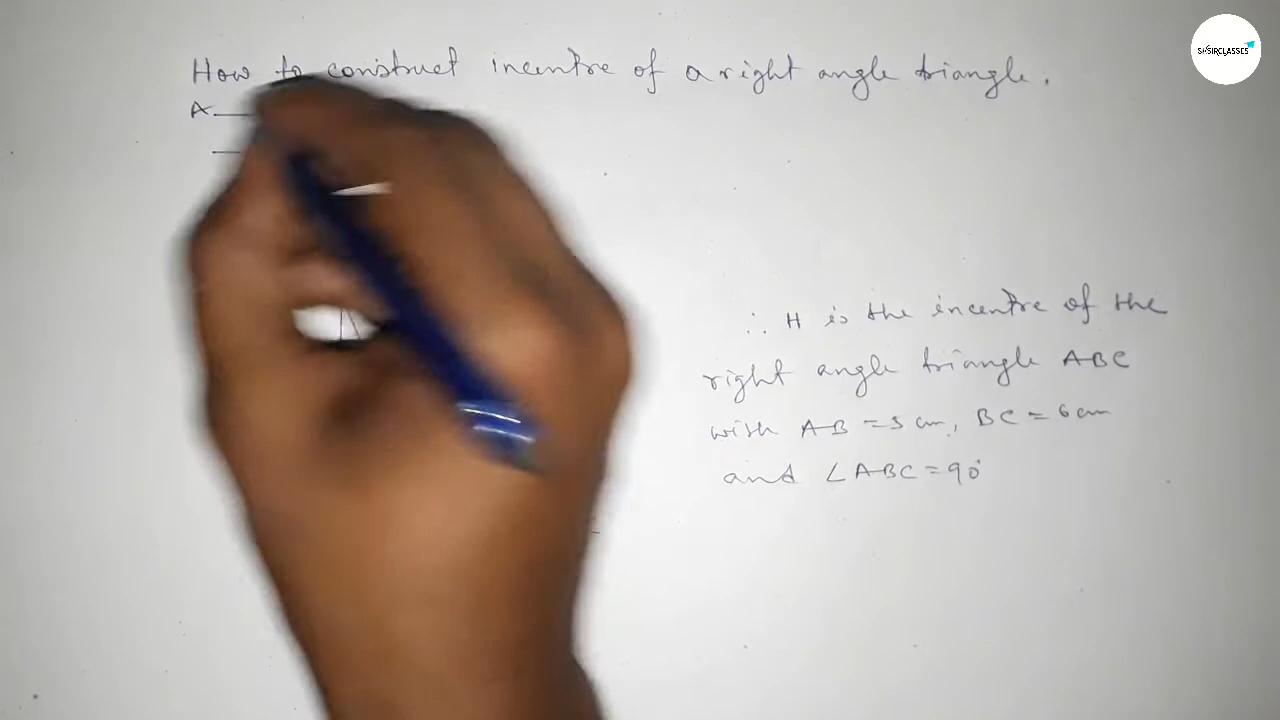 How to construct incentre of a right angle triangle.
A
∴ H is the incentre of the
right angle triangle ABC
with AB = 5 cm, BC = 6 cm
and ∠ABC = 90°